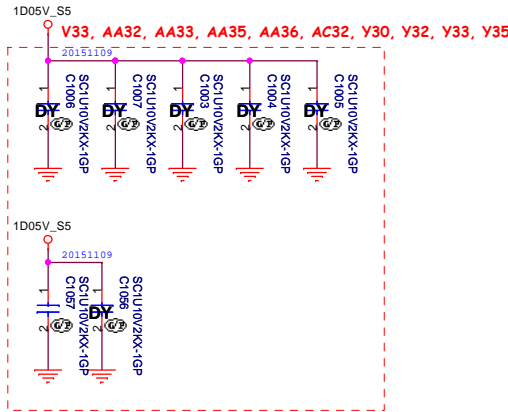 1D05V_S5
V33, AA32, AA33, AA35, AA36, AC32, Y30, Y32, Y33, Y35
20151109
1 2 DY G/P C1006 SC1U10V2KX-1GP
1 2 DY G/P C1007 SC1U10V2KX-1GP
1 2 DY G/P C1003 SC1U10V2KX-1GP
1 2 DY G/P C1004 SC1U10V2KX-1GP
1 2 DY G/P C1005 SC1U10V2KX-1GP
1D05V_S5
20151109
1 2 G/P C1057 SC1U10V2KX-1GP
1 2 DY G/P C1056 SC1U10V2KX-1GP